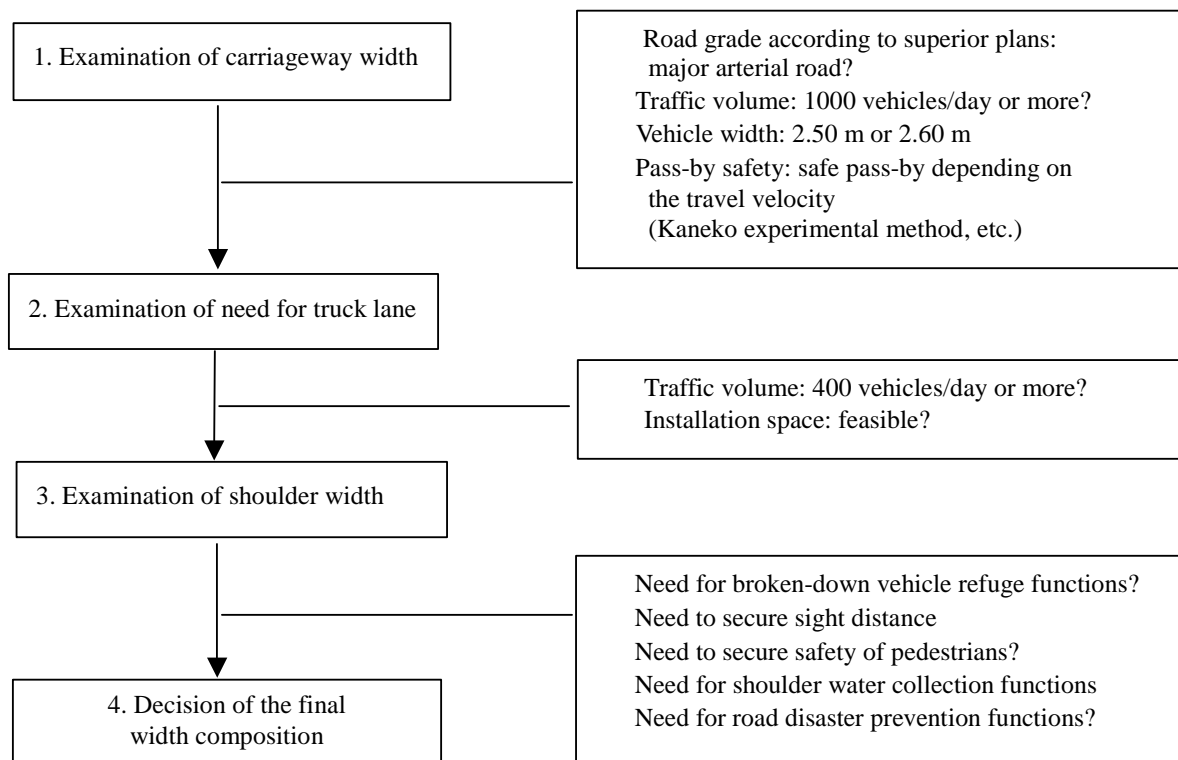 1. Examination of carriageway width
Road grade according to superior plans:
major arterial road?
Traffic volume: 1000 vehicles/day or more?
Vehicle width: 2.50 m or 2.60 m
Pass-by safety: safe pass-by depending on
the travel velocity
(Kaneko experimental method, etc.)
2. Examination of need for truck lane
Traffic volume: 400 vehicles/day or more?
Installation space: feasible?
3. Examination of shoulder width
Need for broken-down vehicle refuge functions?
Need to secure sight distance
Need to secure safety of pedestrians?
Need for shoulder water collection functions
Need for road disaster prevention functions?
4. Decision of the final
width composition